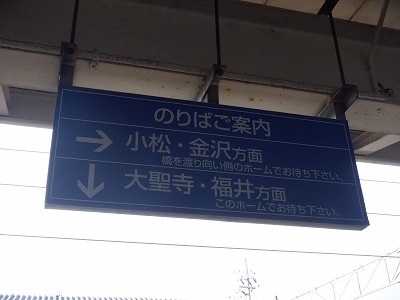 のりばご案内
→ 小松・金沢方面
橋を渡り向い側のホームでお待ち下さい。
↓ 大聖寺・福井方面
このホームでお待ち下さい。